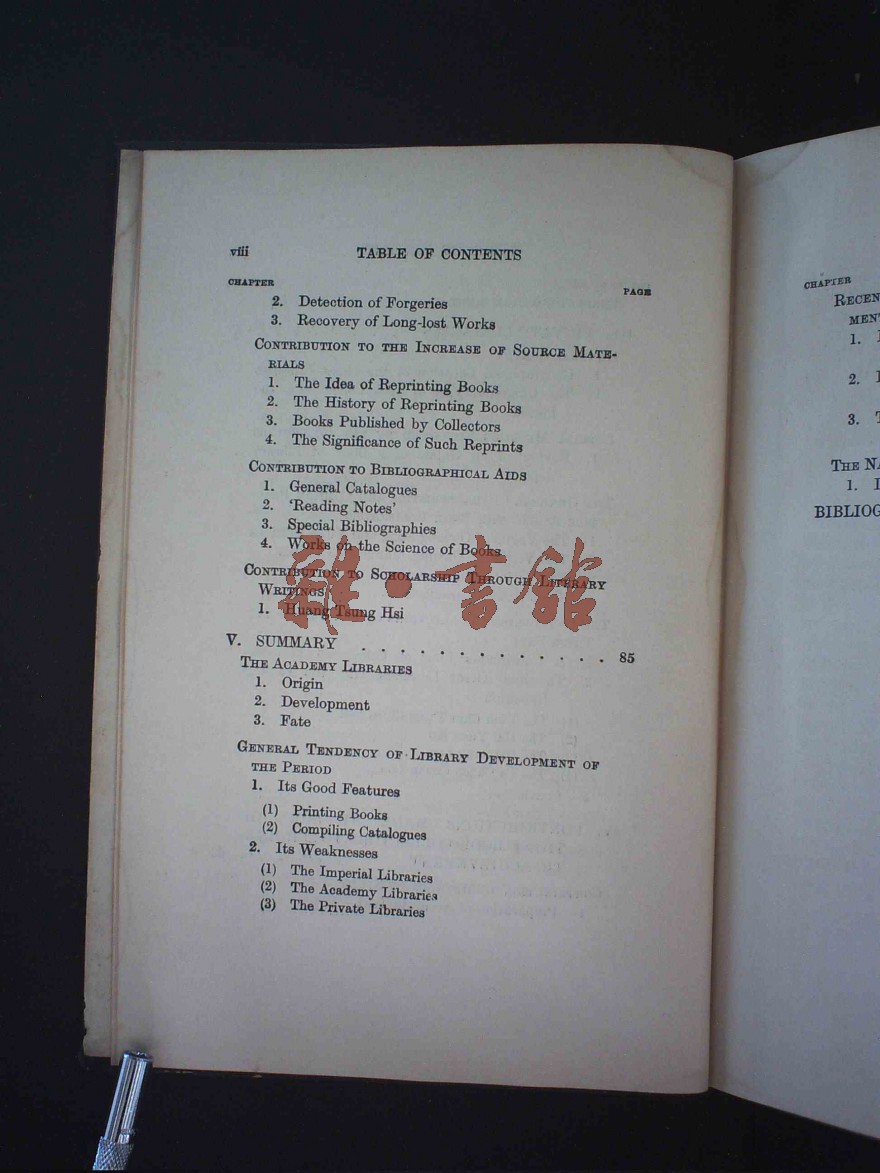 viii TABLE OF CONTENTS
CHAPTER PAGE
2. Detection of Forgeries
3. Recovery of Long-lost Works
CONTRIBUTION TO THE INCREASE OF SOURCE MATE-
RIALS
1. The Idea of Reprinting Books
2. The History of Reprinting Books
3. Books Published by Collectors
4. The Significance of Such Reprints
CONTRIBUTION TO BIBLIOGRAPHICAL AIDS
1. General Catalogues
2. ‘Reading Notes’
3. Special Bibliographies
4. Works on the Science of Books
CONTRIBUTION TO SCHOLARSHIP THROUGH LITERARY
WRITINGS
1. Huang Tsung Hsi
V. SUMMARY . . . . . . . . . . . . . 85
THE ACADEMY LIBRARIES
1. Origin
2. Development
3. Fate
GENERAL TENDENCY OF LIBRARY DEVELOPMENT OF
THE PERIOD
1. Its Good Features
(1) Printing Books
(2) Compiling Catalogues
2. Its Weaknesses
(1) The Imperial Libraries
(2) The Academy Libraries
(3) The Private Libraries
雜·書館
CHAPTER
RECEN
MEN
1.
2.
3.
THE NA
1.
BIBLIOG